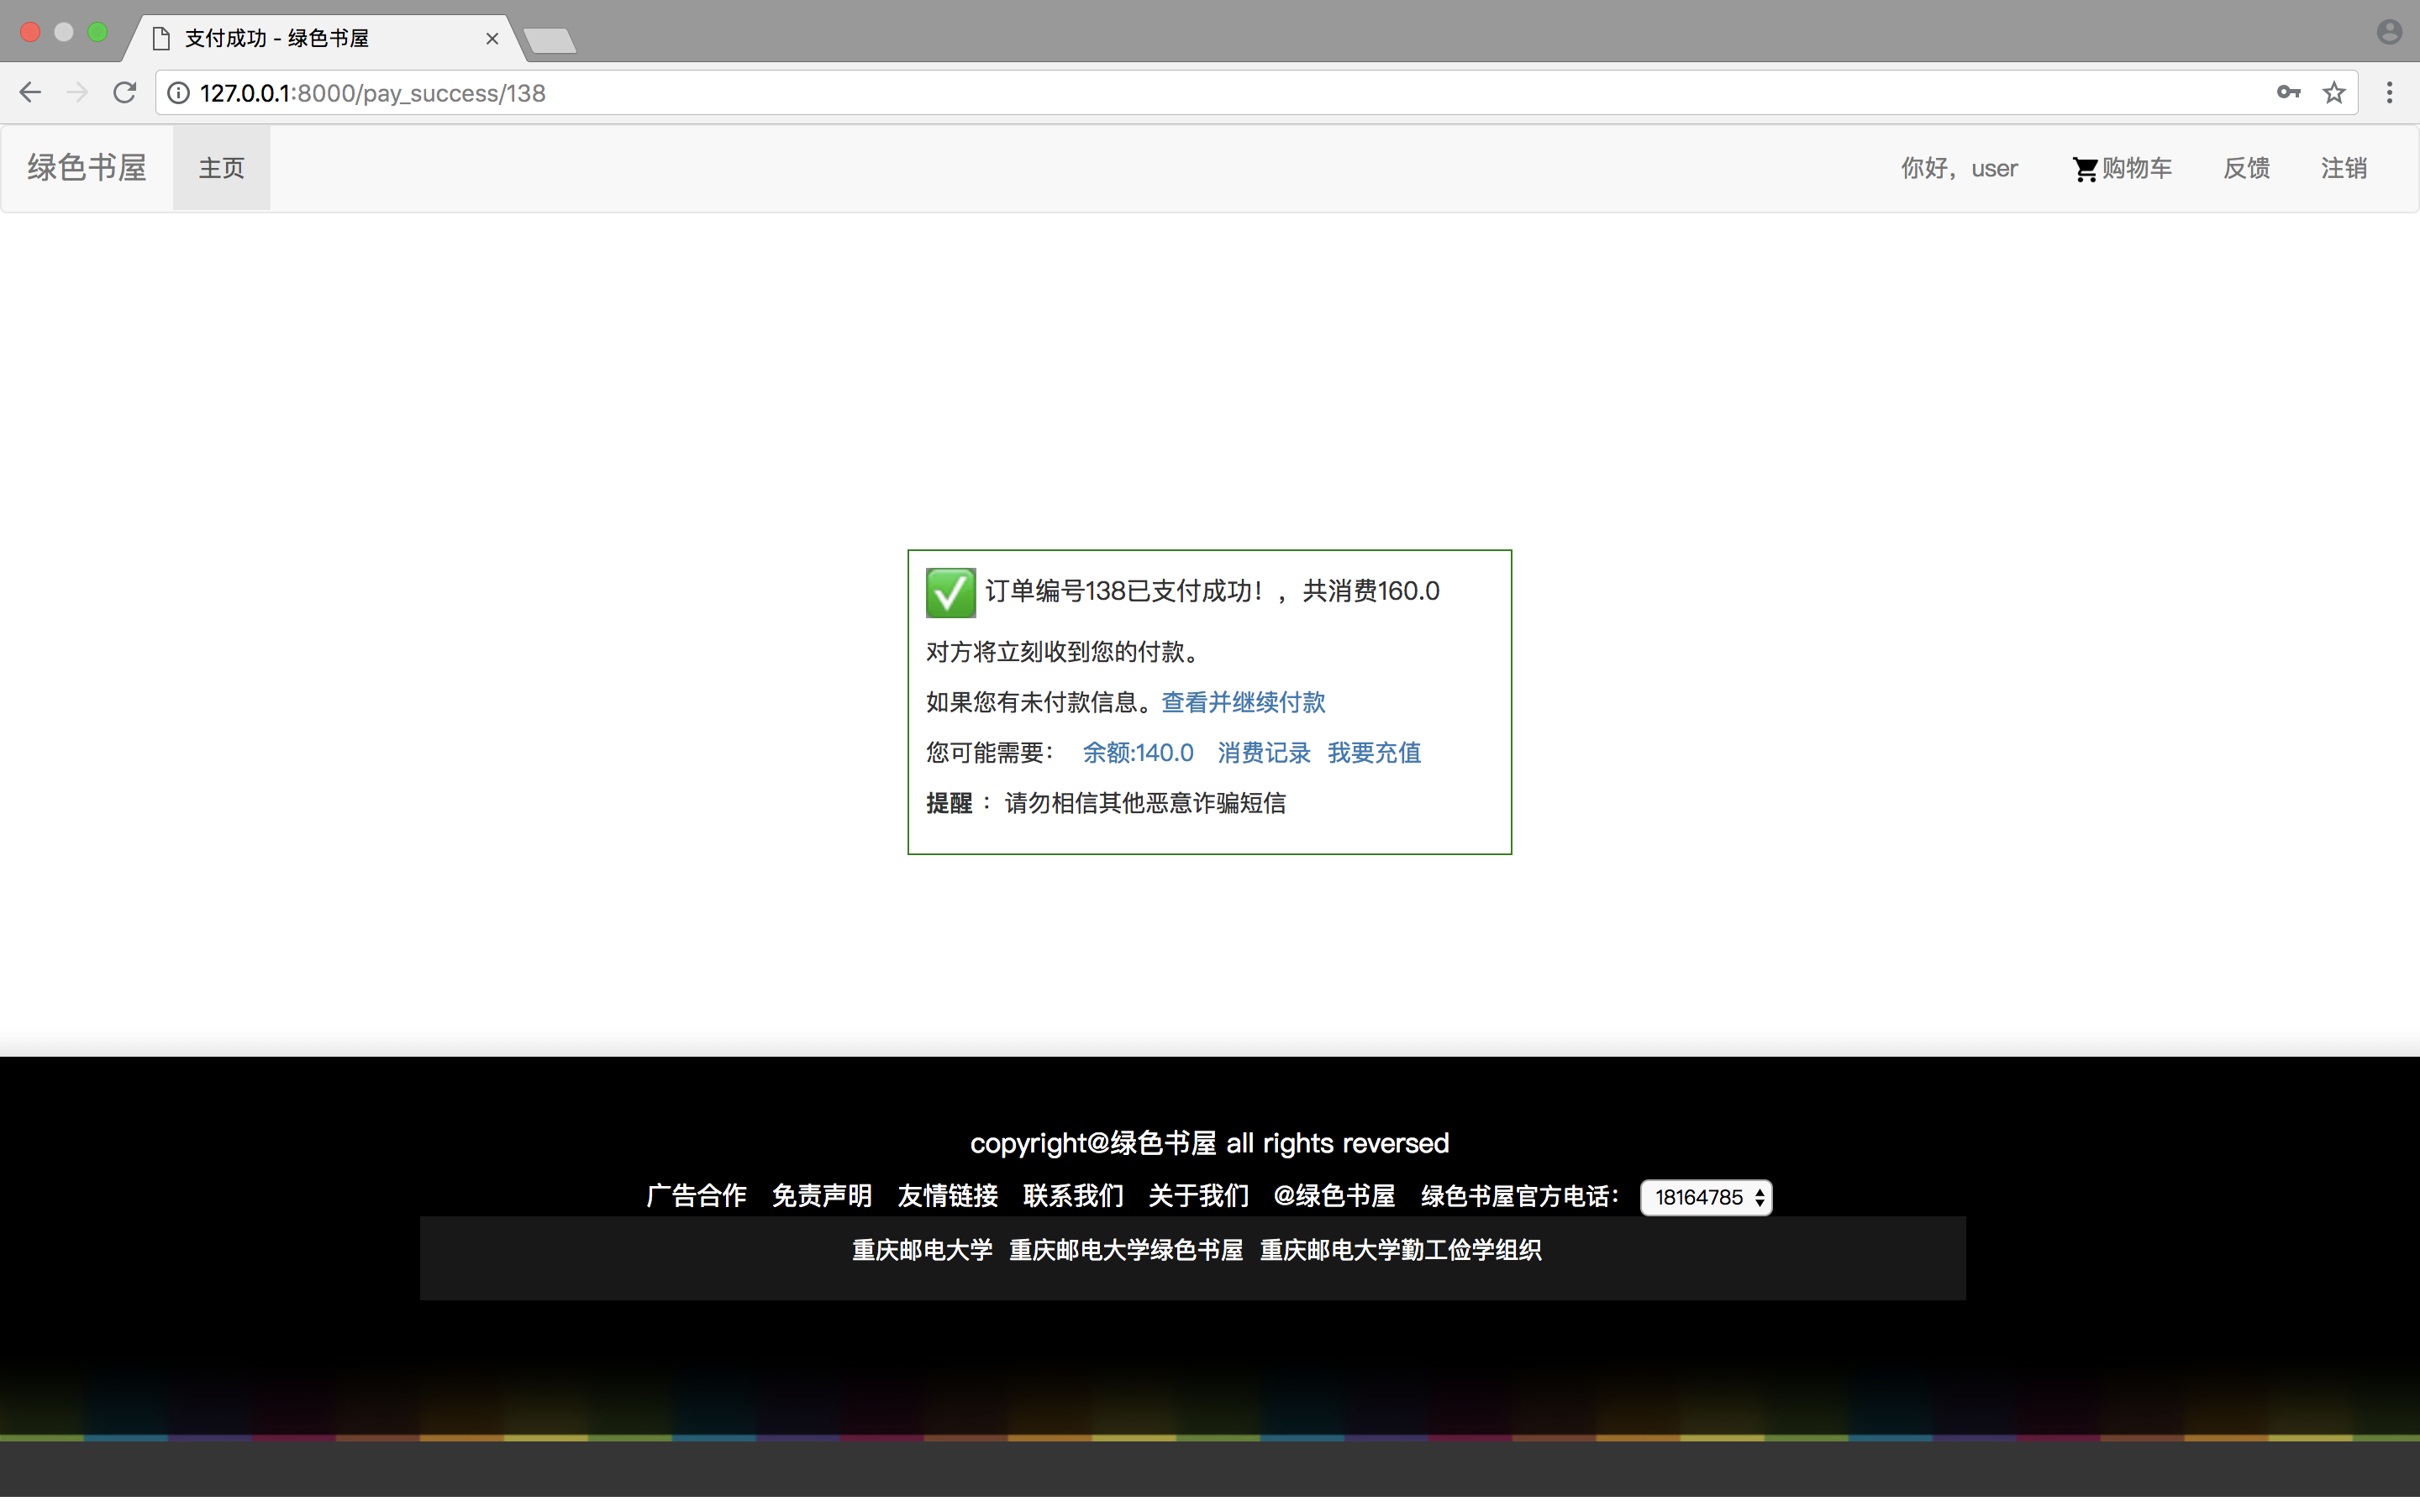 支付成功 - 绿色书屋
127.0.0.1:8000/pay_success/138
绿色书屋 主页 你好，user 购物车 反馈 注销
订单编号138已支付成功！，共消费160.0
对方将立刻收到您的付款。
如果您有未付款信息。查看并继续付款
您可能需要： 余额:140.0 消费记录 我要充值
提醒 ：请勿相信其他恶意诈骗短信
copyright@绿色书屋 all rights reversed
广告合作 免责声明 友情链接 联系我们 关于我们 @绿色书屋 绿色书屋官方电话： 18164785
重庆邮电大学 重庆邮电大学绿色书屋 重庆邮电大学勤工俭学组织